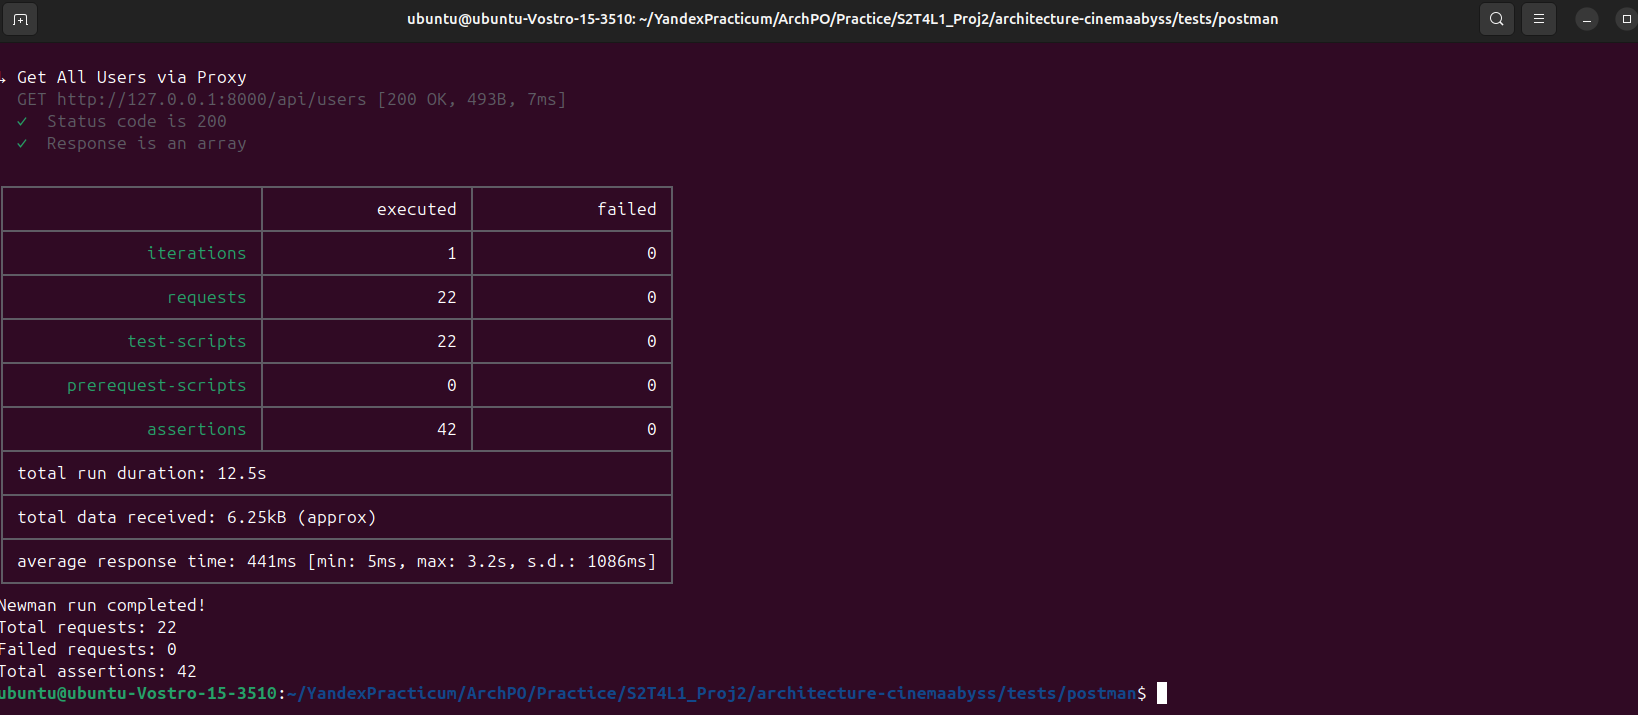 ubuntu@ubuntu-Vostro-15-3510: ~/YandexPracticum/ArchPO/Practice/S2T4L1_Proj2/architecture-cinemaabyss/tests/postman
↳ Get All Users via Proxy
GET http://127.0.0.1:8000/api/users [200 OK, 493B, 7ms]
✓ Status code is 200
✓ Response is an array
executed failed
iterations 1 0
requests 22 0
test-scripts 22 0
prerequest-scripts 0 0
assertions 42 0
total run duration: 12.5s
total data received: 6.25kB (approx)
average response time: 441ms [min: 5ms, max: 3.2s, s.d.: 1086ms]
Newman run completed!
Total requests: 22
Failed requests: 0
Total assertions: 42
ubuntu@ubuntu-Vostro-15-3510:~/YandexPracticum/ArchPO/Practice/S2T4L1_Proj2/architecture-cinemaabyss/tests/postman$